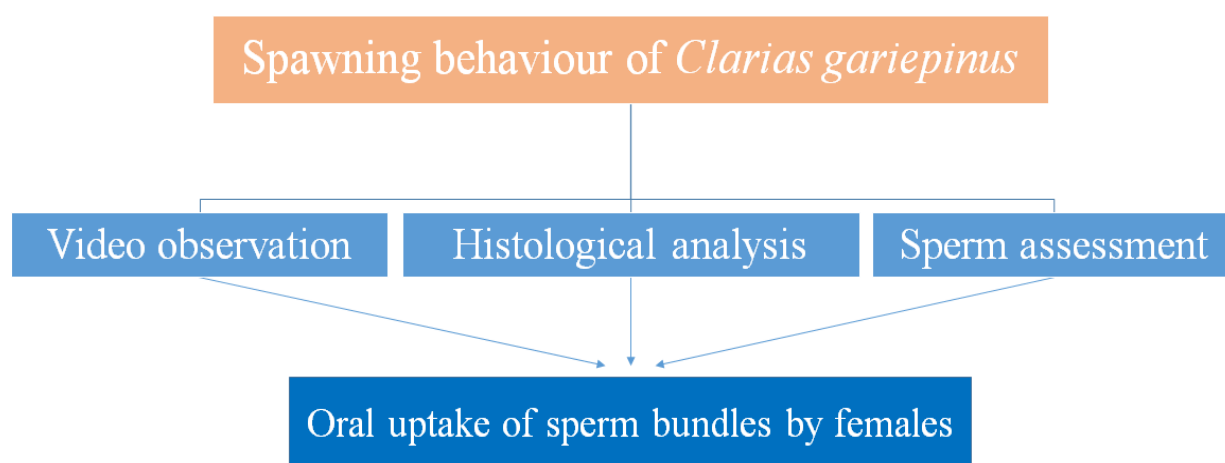 Spawning behaviour of Clarias gariepinus
Video observation
Histological analysis
Sperm assessment
Oral uptake of sperm bundles by females